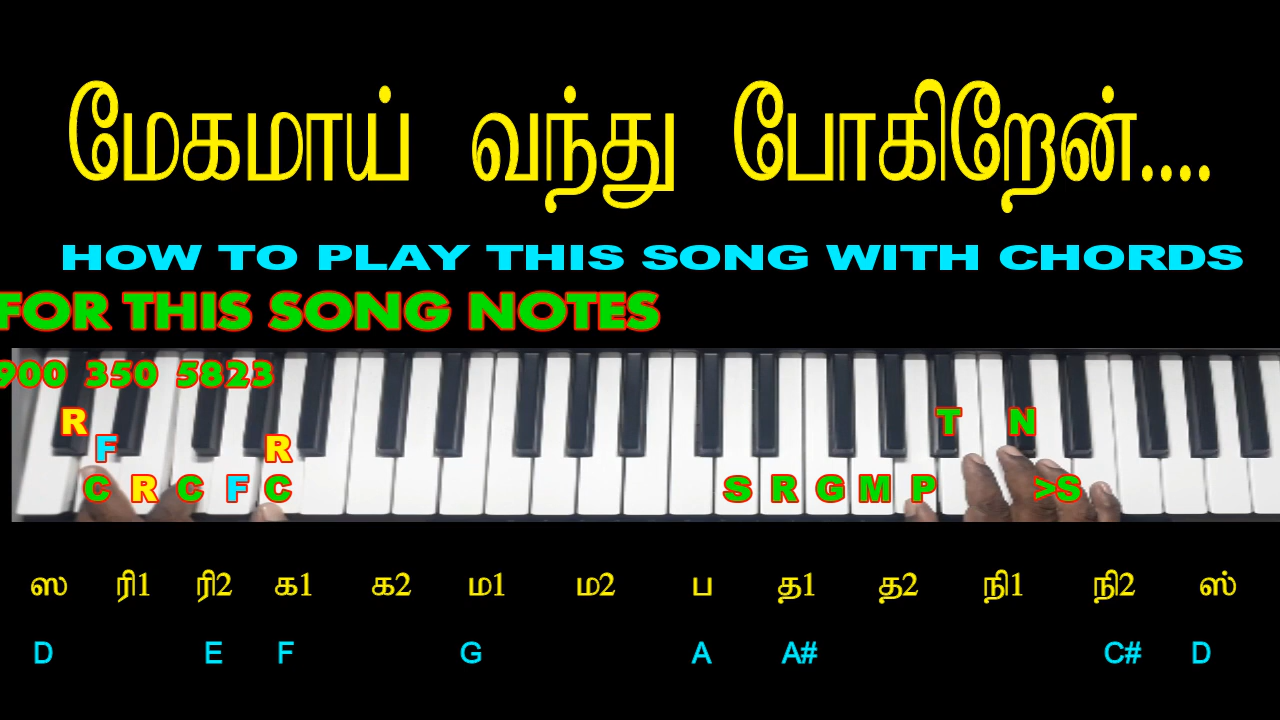 மேகமாய் வந்து போகிறேன்....
HOW TO PLAY THIS SONG WITH CHORDS
FOR THIS SONG NOTES
900 350 5823
R T N
F R
C R C F C S R G M P >S
ஸ ரி1 ரி2 க1 க2 ம1 ம2 ப த1 த2 நி1 நி2 ஸ்
D E F G A A# C# D